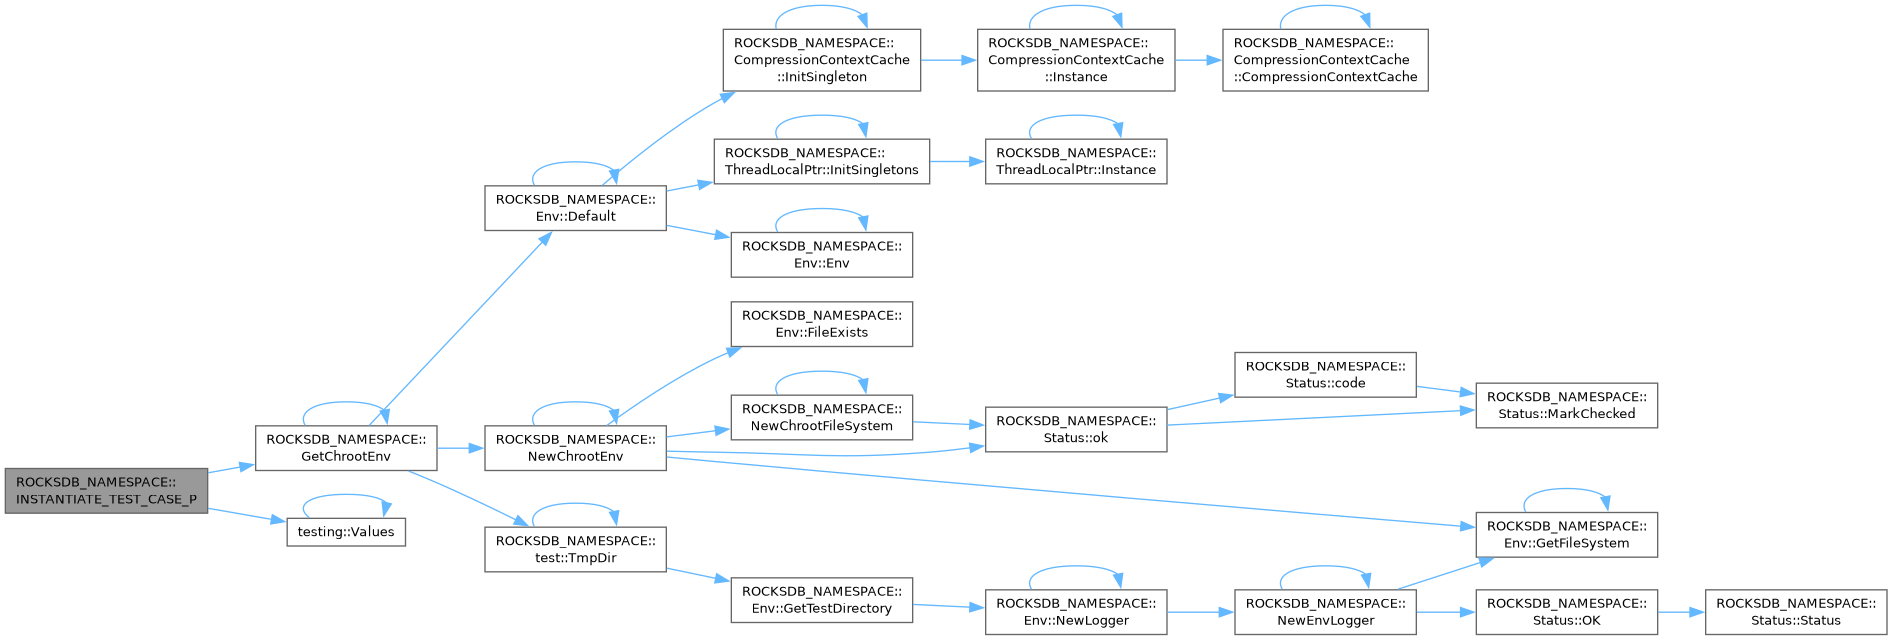 ROCKSDB_NAMESPACE::
INSTANTIATE_TEST_CASE_P
ROCKSDB_NAMESPACE::
GetChrootEnv
testing::Values
ROCKSDB_NAMESPACE::
Env::Default
ROCKSDB_NAMESPACE::
NewChrootEnv
ROCKSDB_NAMESPACE::
test::TmpDir
ROCKSDB_NAMESPACE::
CompressionContextCache
::InitSingleton
ROCKSDB_NAMESPACE::
ThreadLocalPtr::InitSingletons
ROCKSDB_NAMESPACE::
Env::Env
ROCKSDB_NAMESPACE::
Env::FileExists
ROCKSDB_NAMESPACE::
NewChrootFileSystem
ROCKSDB_NAMESPACE::
Env::GetTestDirectory
ROCKSDB_NAMESPACE::
CompressionContextCache
::Instance
ROCKSDB_NAMESPACE::
ThreadLocalPtr::Instance
ROCKSDB_NAMESPACE::
Status::ok
ROCKSDB_NAMESPACE::
Env::NewLogger
ROCKSDB_NAMESPACE::
CompressionContextCache
::CompressionContextCache
ROCKSDB_NAMESPACE::
Status::code
ROCKSDB_NAMESPACE::
NewEnvLogger
ROCKSDB_NAMESPACE::
Status::MarkChecked
ROCKSDB_NAMESPACE::
Env::GetFileSystem
ROCKSDB_NAMESPACE::
Status::OK
ROCKSDB_NAMESPACE::
Status::Status